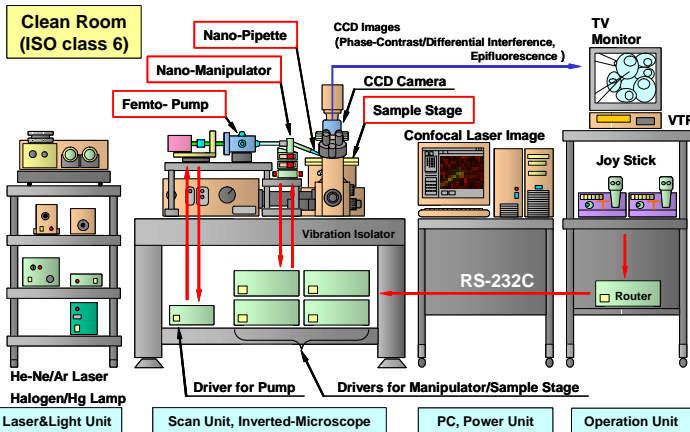 Clean Room
(ISO class 6)
Nano-Pipette
Nano-Manipulator
Femto- Pump
CCD Images
(Phase-Contrast/Differential Interference,
Epifluorescence )
CCD Camera
Sample Stage
TV
Monitor
VTR
Confocal Laser Image
Joy Stick
Vibration Isolator
RS-232C
Router
He-Ne/Ar Laser
Halogen/Hg Lamp
Driver for Pump
Drivers for Manipulator/Sample Stage
Laser&Light Unit
Scan Unit, Inverted-Microscope
PC, Power Unit
Operation Unit